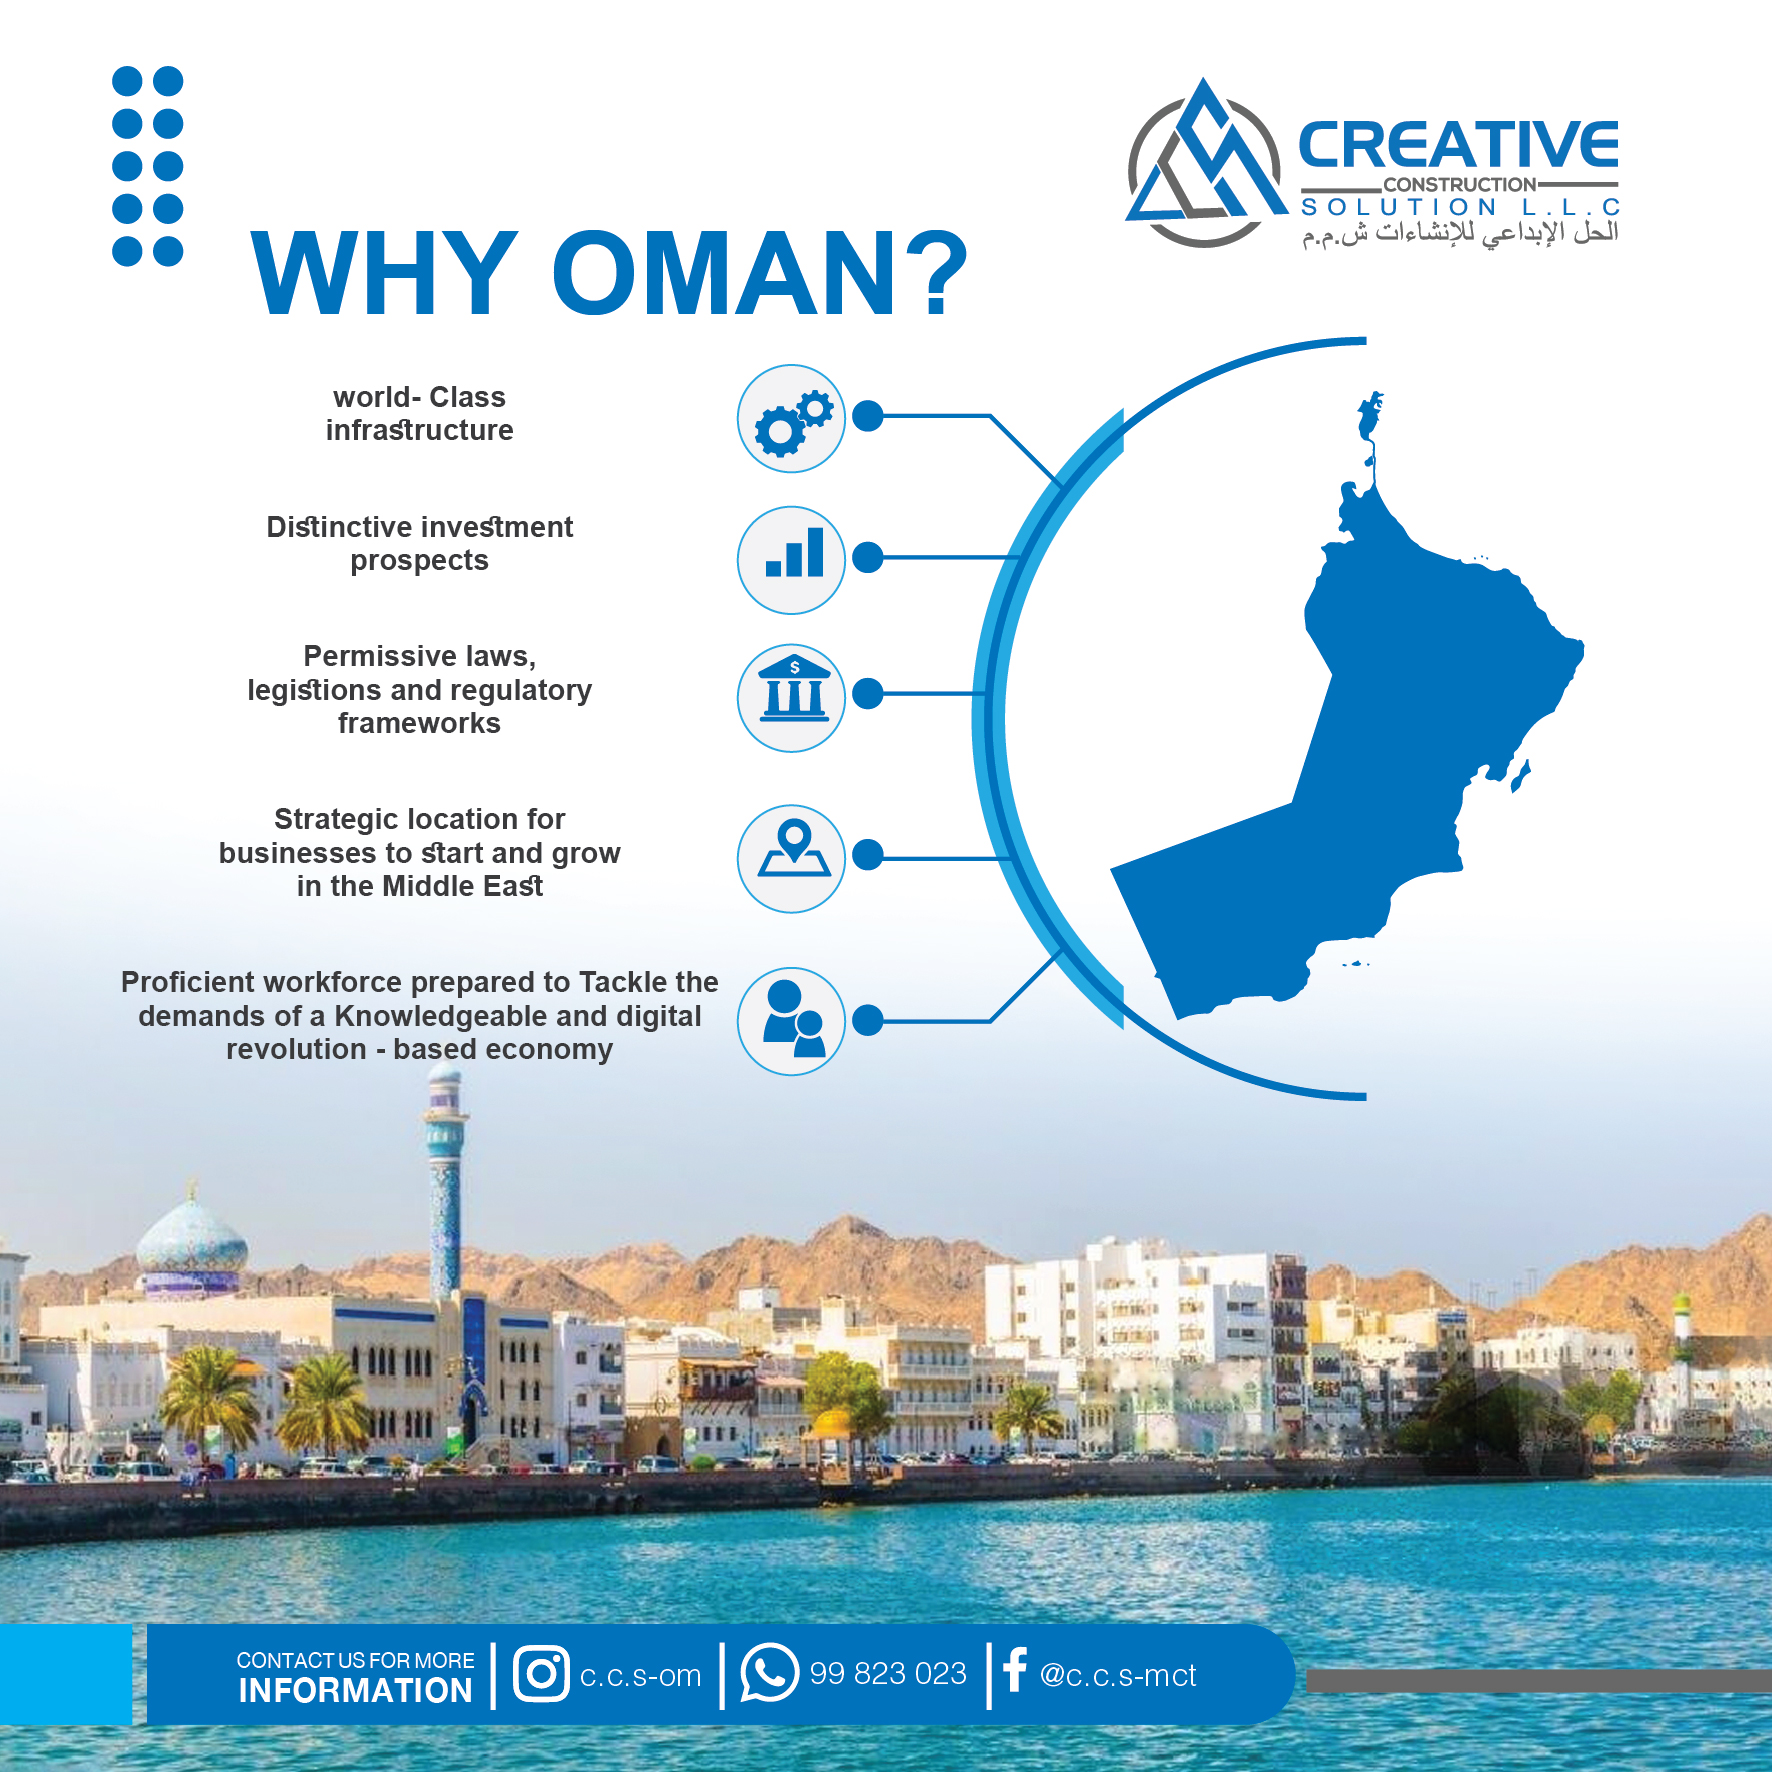 CREATIVE
CONSTRUCTION
SOLUTION L.L.C
الحل الإبداعي للإنشاءات ش.م.م
WHY OMAN?
world- Class
infrastructure
Distinctive investment
prospects
$
Permissive laws,
legistions and regulatory
frameworks
Strategic location for
businesses to start and grow
in the Middle East
Proficient workforce prepared to Tackle the
demands of a Knowledgeable and digital
revolution - based economy
CONTACT US FOR MORE
INFORMATION
c.c.s-om
99 823 023
@c.c.s-mct